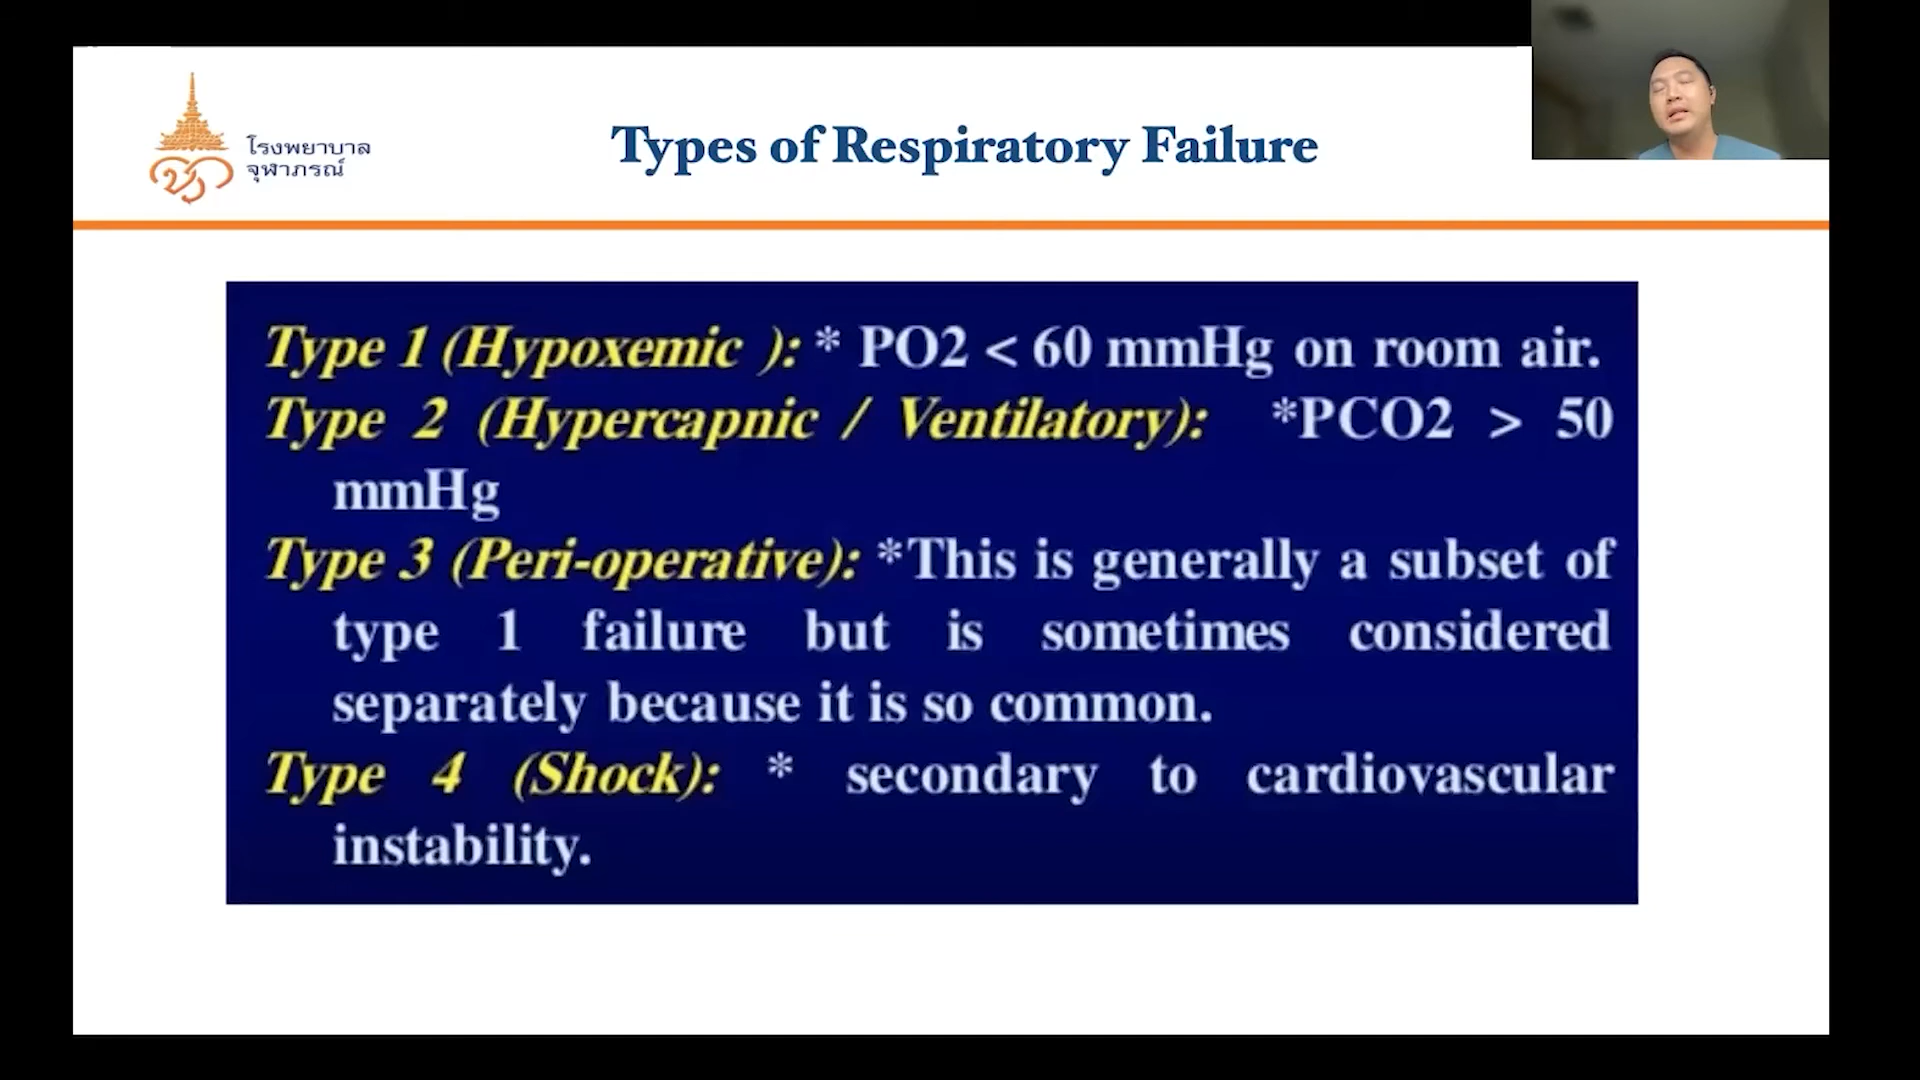 โรงพยาบาล
จุฬาภรณ์
Types of Respiratory Failure
Type 1 (Hypoxemic ): * PO2 < 60 mmHg on room air.
Type 2 (Hypercapnic / Ventilatory): *PCO2 > 50
mmHg
Type 3 (Peri-operative): *This is generally a subset of
type 1 failure but is sometimes considered
separately because it is so common.
Type 4 (Shock): * secondary to cardiovascular
instability.